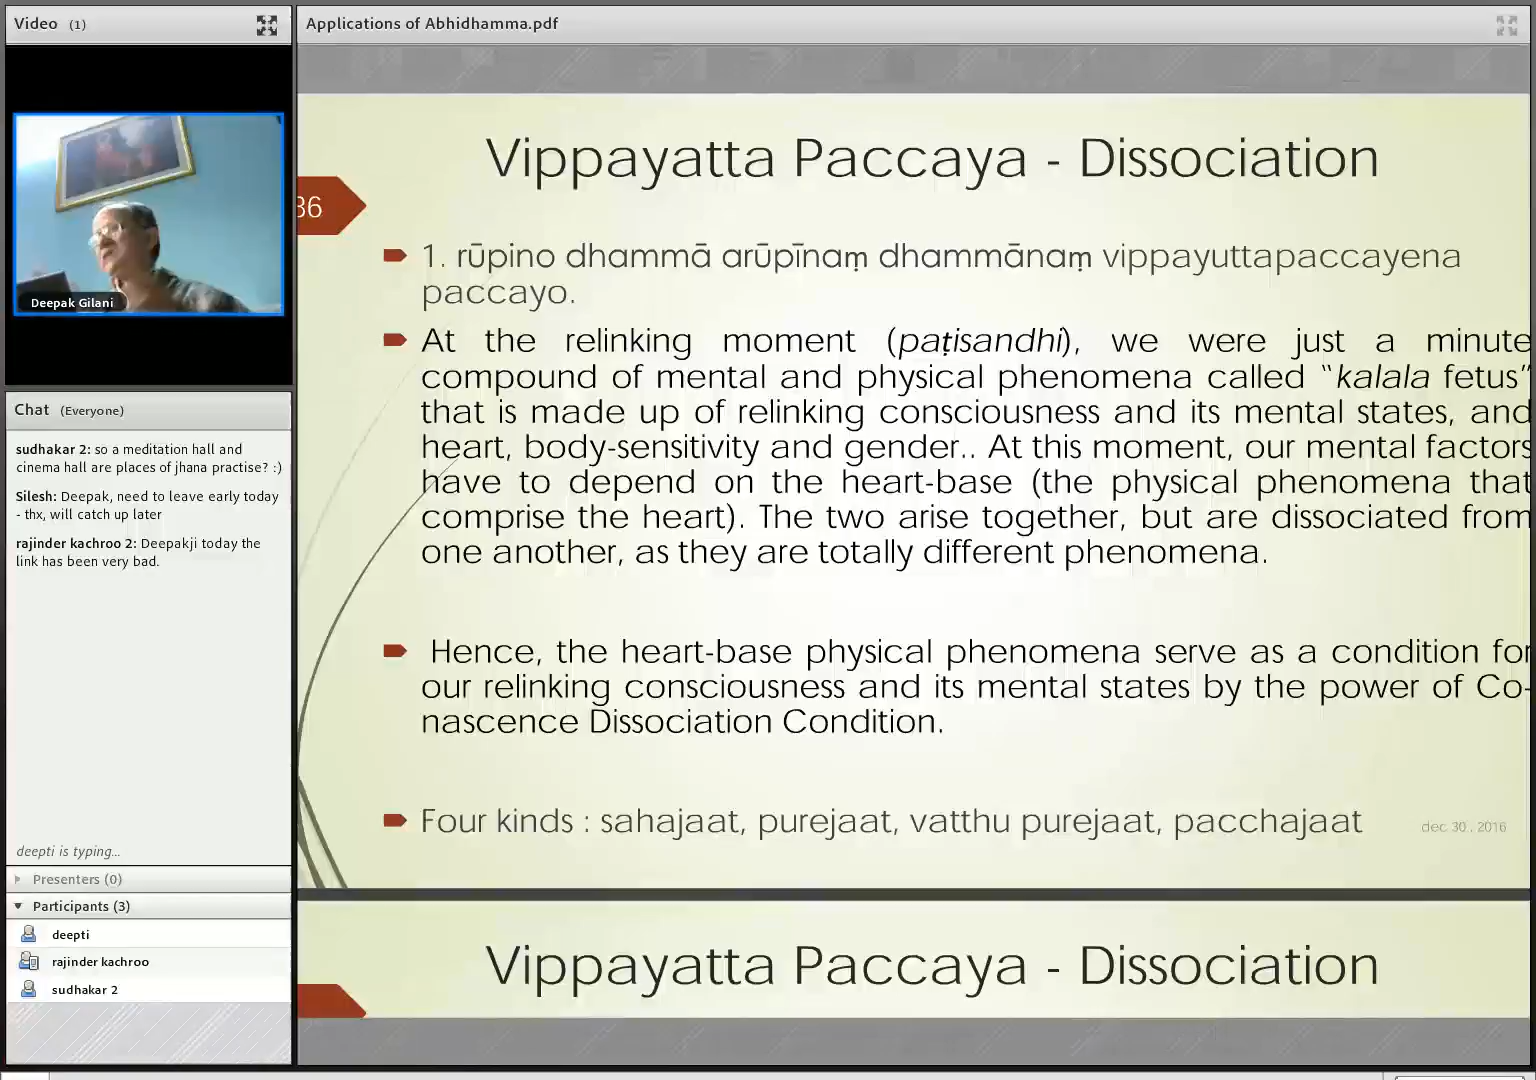 Video (1)
Deepak Gilani
Chat (Everyone)
sudhakar 2: so a meditation hall and
cinema hall are places of jhana practise? :)
Silesh: Deepak, need to leave early today
- thx, will catch up later
rajinder kachroo 2: Deepakji today the
link has been very bad.
deepti is typing...
Presenters (0)
Participants (3)
deepti
rajinder kachroo
sudhakar 2
Applications of Abhidhamma.pdf
Vippayatta Paccaya - Dissociation
36
1. rūpino dhammā arūpīnaṃ dhammānaṃ vippayuttapaccayena
paccayo.
At the relinking moment (paṭisandhi), we were just a minute
compound of mental and physical phenomena called “kalala fetus”
that is made up of relinking consciousness and its mental states, and
heart, body-sensitivity and gender.. At this moment, our mental factors
have to depend on the heart-base (the physical phenomena that
comprise the heart). The two arise together, but are dissociated from
one another, as they are totally different phenomena.
Hence, the heart-base physical phenomena serve as a condition for
our relinking consciousness and its mental states by the power of Co-
nascence Dissociation Condition.
Four kinds : sahajaat, purejaat, vatthu purejaat, pacchajaat
dec 30 , 2016
Vippayatta Paccaya - Dissociation